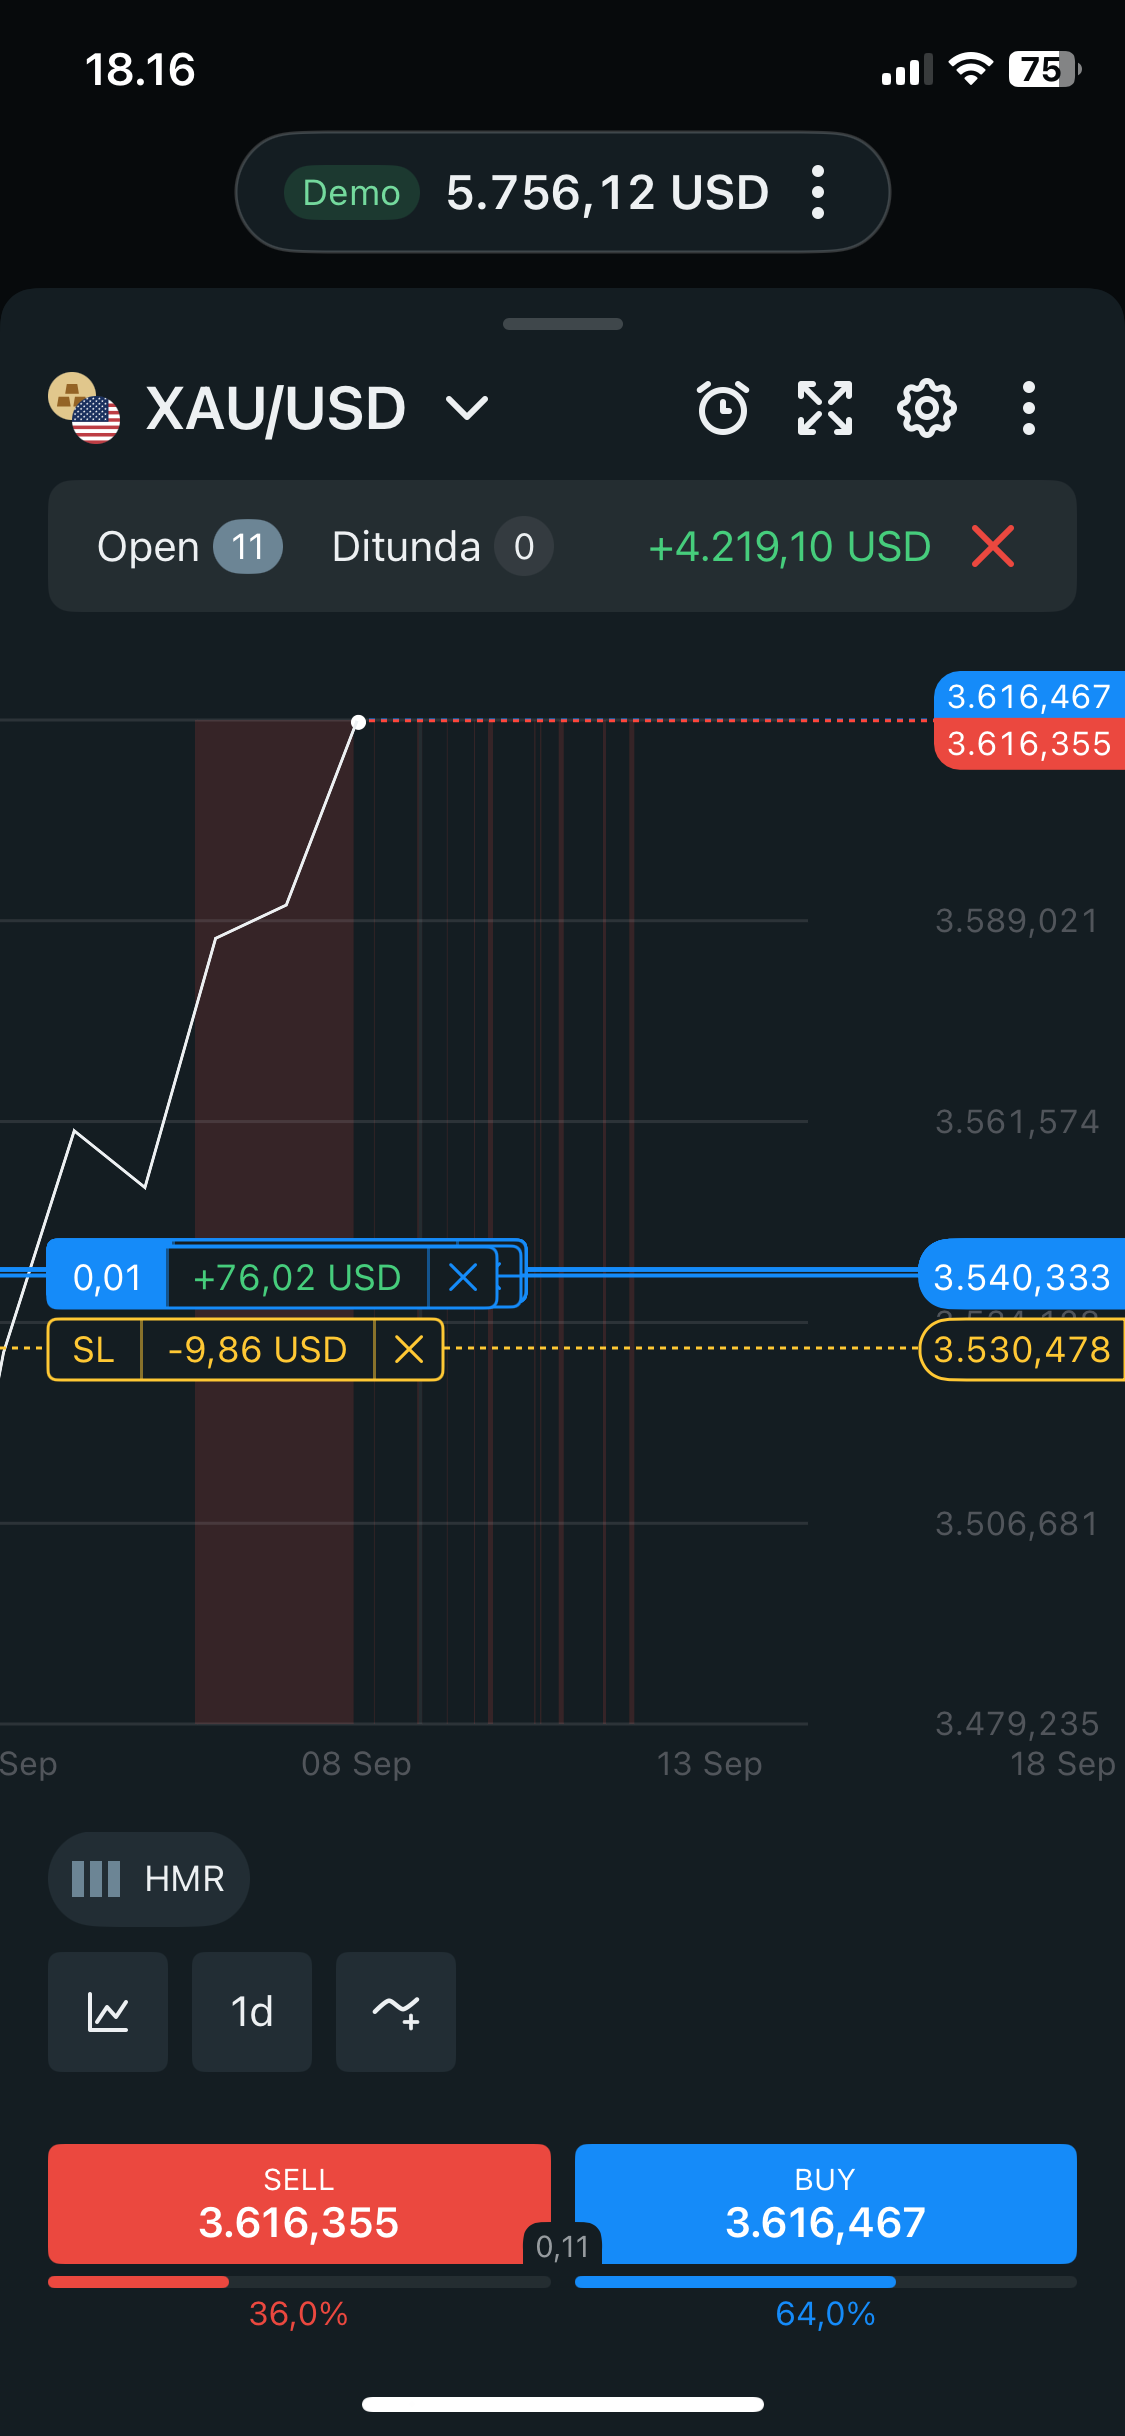 18.16
75
Demo 5.756,12 USD
XAU/USD
Open 11 Ditunda 0 +4.219,10 USD
3.616,467
3.616,355
3.589,021
3.561,574
0,01 +76,02 USD 3.540,333
SL -9,86 USD 3.530,478
3.506,681
3.479,235
Sep 08 Sep 13 Sep 18 Sep
HMR
1d
SELL BUY
3.616,355 3.616,467
0,11
36,0% 64,0%